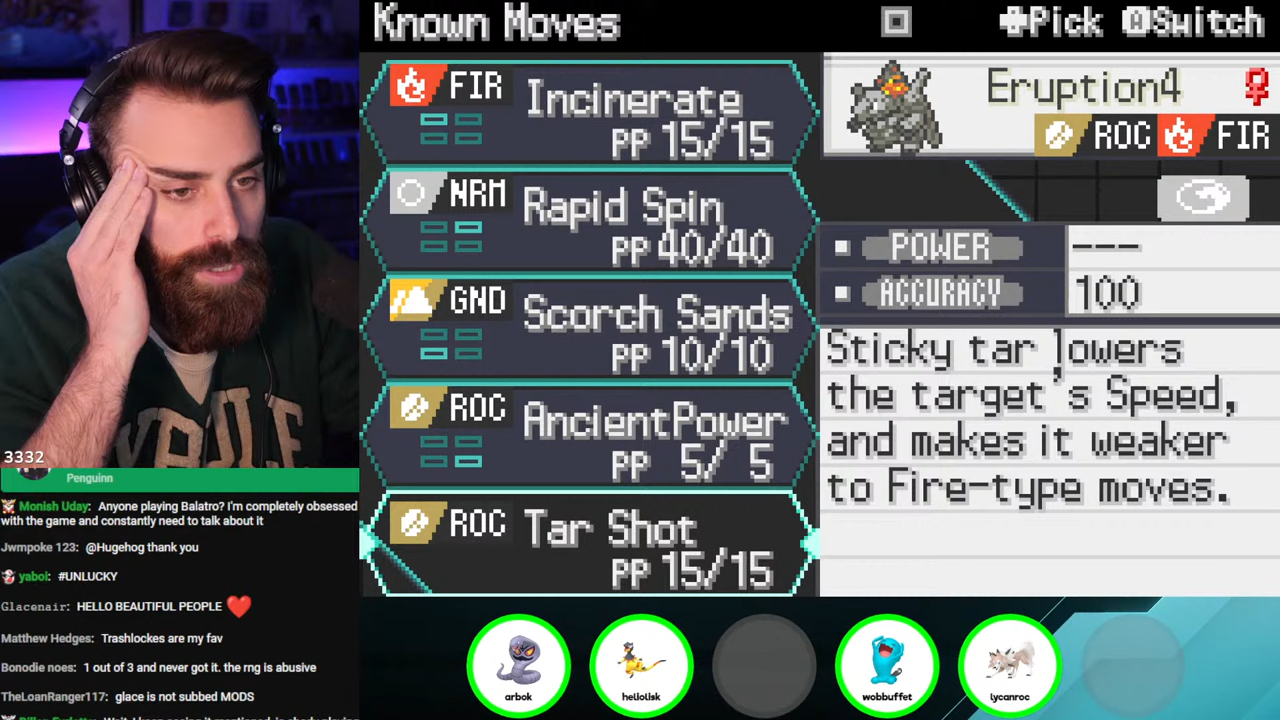 Known Moves
Pick
Switch
FIR
Incinerate
PP 15/15
NRM
Rapid Spin
PP 40/40
GND
Scorch Sands
PP 10/10
ROC
AncientPower
PP 5/ 5
ROC
Tar Shot
PP 15/15
Eruption4
ROC
FIR
POWER
---
ACCURACY
100
Sticky tar lowers
the target's Speed,
and makes it weaker
to Fire-type moves.
3332
Penguinn
Monish Uday: Anyone playing Balatro? I'm completely obsessed
with the game and constantly need to talk about it
Jwmpoke 123: @Hugehog thank you
yaboi: #UNLUCKY
Glacenair: HELLO BEAUTIFUL PEOPLE
Matthew Hedges: Trashlockes are my fav
Bonodie noes: 1 out of 3 and never got it. the rng is abusive
TheLoanRanger117: glace is not subbed MODS
arbok
heliolisk
wobbuffet
lycanroc